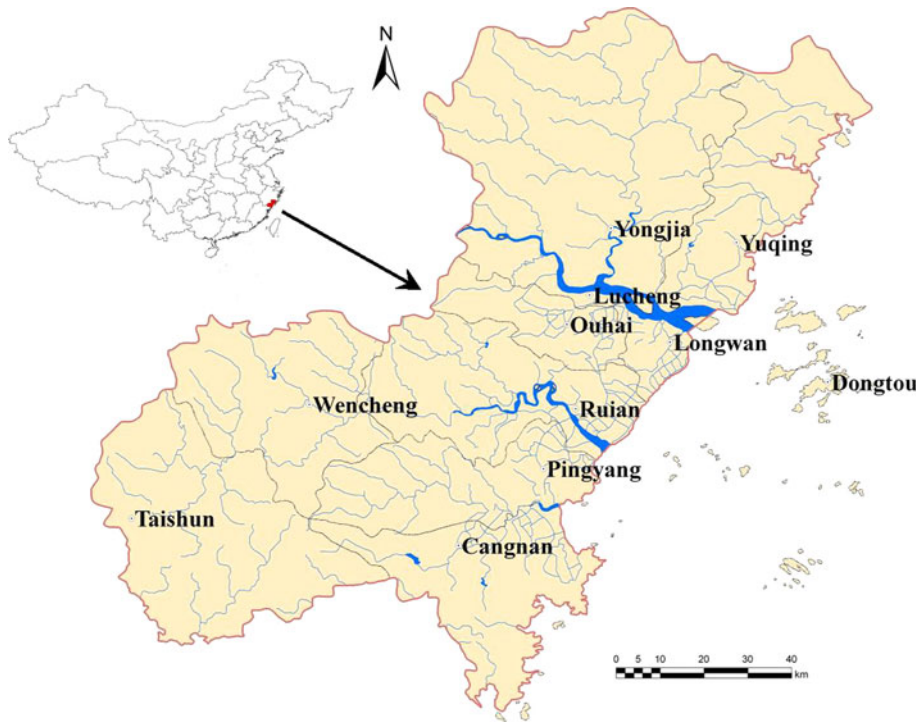 N
Yongjia
Yuqing
Lucheng
Ouhai
Longwan
Dongtou
Wencheng
Ruian
Pingyang
Taishun
Cangnan
0 5 10 20 30 40
km